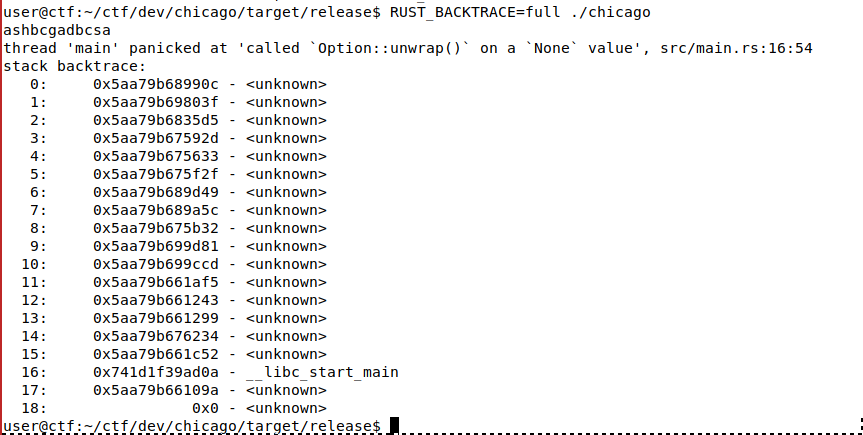 user@ctf:~/ctf/dev/chicago/target/release$ RUST_BACKTRACE=full ./chicago
ashbcgadbcsa
thread 'main' panicked at 'called `Option::unwrap()` on a `None` value', src/main.rs:16:54
stack backtrace:
   0:     0x5aa79b68990c - <unknown>
   1:     0x5aa79b69803f - <unknown>
   2:     0x5aa79b6835d5 - <unknown>
   3:     0x5aa79b67592d - <unknown>
   4:     0x5aa79b675633 - <unknown>
   5:     0x5aa79b675f2f - <unknown>
   6:     0x5aa79b689d49 - <unknown>
   7:     0x5aa79b689a5c - <unknown>
   8:     0x5aa79b675b32 - <unknown>
   9:     0x5aa79b699d81 - <unknown>
  10:     0x5aa79b699ccd - <unknown>
  11:     0x5aa79b661af5 - <unknown>
  12:     0x5aa79b661243 - <unknown>
  13:     0x5aa79b661299 - <unknown>
  14:     0x5aa79b676234 - <unknown>
  15:     0x5aa79b661c52 - <unknown>
  16:     0x741d1f39ad0a - __libc_start_main
  17:     0x5aa79b66109a - <unknown>
  18:                0x0 - <unknown>
user@ctf:~/ctf/dev/chicago/target/release$